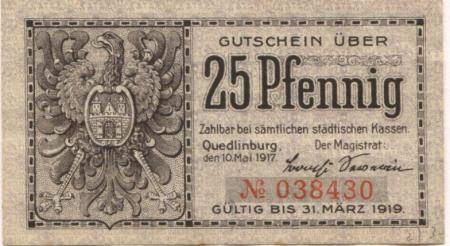 GUTSCHEIN ÜBER
25 Pfennig
Zahlbar bei sämtlichen städtischen Kassen.
Quedlinburg, Der Magistrat:
den 10. Mai 1917.
№ 038430
GÜLTIG BIS 31. MÄRZ 1919.